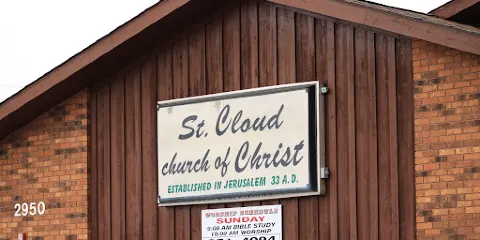 St. Cloud
church of Christ
ESTABLISHED IN JERUSALEM 33 A.D.
2950
WORSHIP SCHEDULE
SUNDAY
9:00 AM BIBLE STUDY
10:00 AM WORSHIP